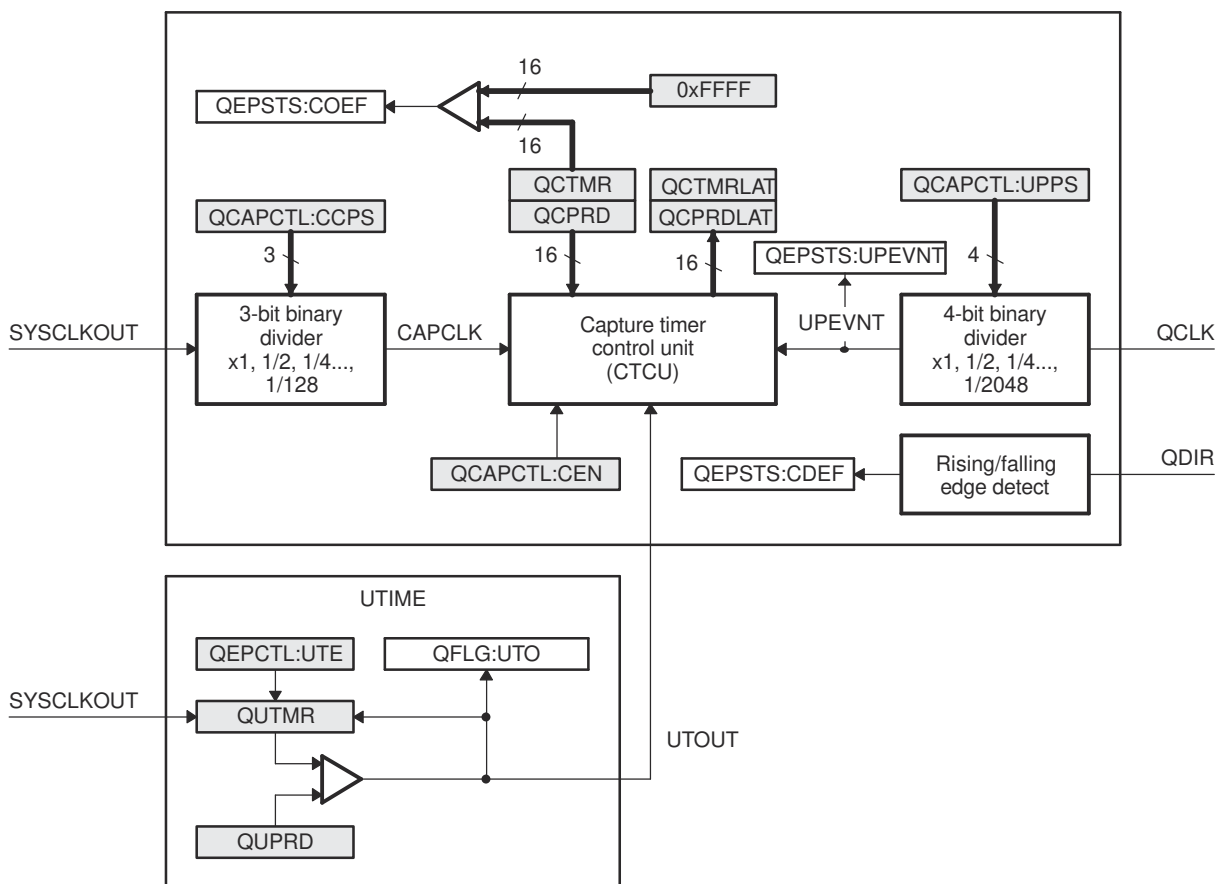 16
0xFFFF
QEPSTS:COEF
16
QCTMR
QCTMRLAT
QCAPCTL:UPPS
QCAPCTL:CCPS
QCPRD
QCPRDLAT
3
16
16
QEPSTS:UPEVNT
4
SYSCLKOUT
3-bit binary
divider
x1, 1/2, 1/4...,
1/128
CAPCLK
Capture timer
control unit
(CTCU)
UPEVNT
4-bit binary
divider
x1, 1/2, 1/4...,
1/2048
QCLK
QCAPCTL:CEN
QEPSTS:CDEF
Rising/falling
edge detect
QDIR
UTIME
QEPCTL:UTE
QFLG:UTO
SYSCLKOUT
QUTMR
UTOUT
QUPRD